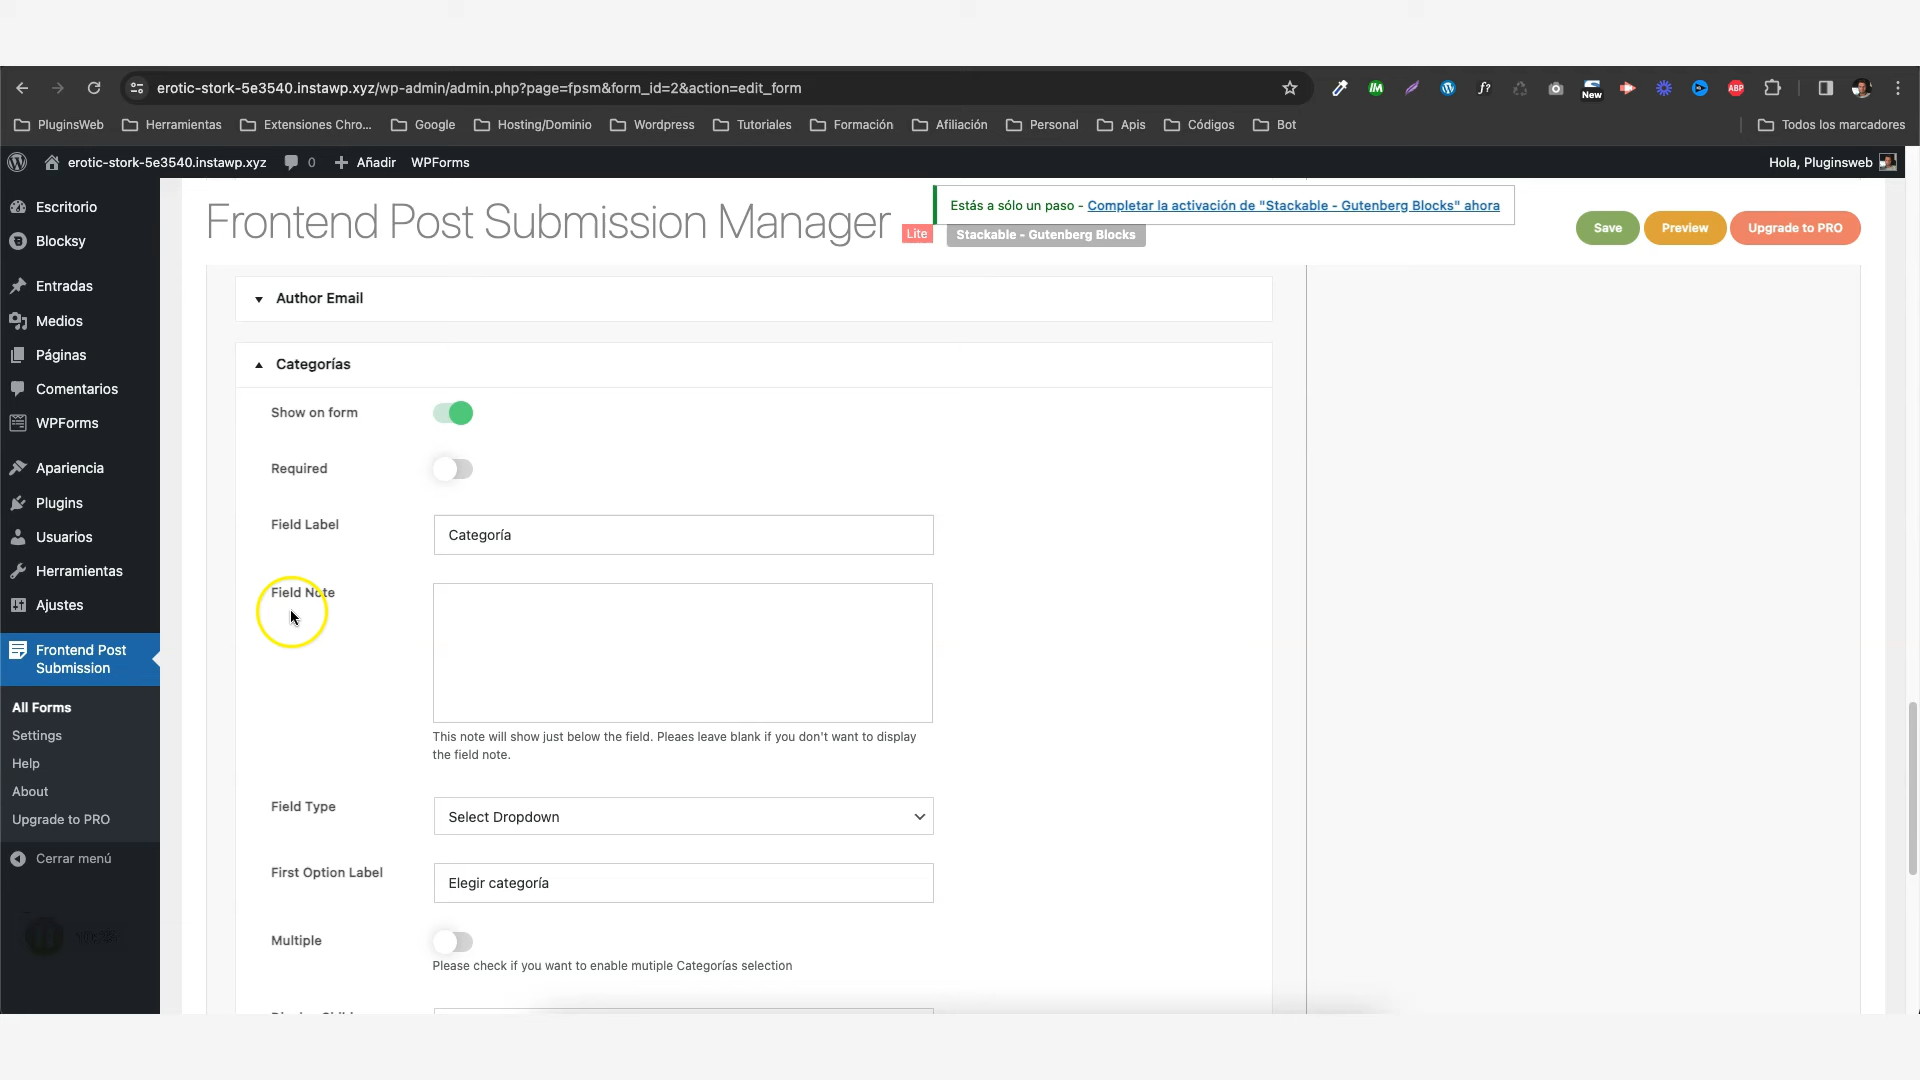 erotic-stork-5e3540.instawp.xyz/wp-admin/admin.php?page=fpsm&form_id=2&action=edit_form
New
ABP
PluginsWeb Herramientas Extensiones Chro... Google Hosting/Dominio Wordpress Tutoriales Formación Afiliación Personal Apis Códigos Bot Todos los marcadores
erotic-stork-5e3540.instawp.xyz 0 Añadir WPForms Hola, Pluginsweb
Escritorio
Blocksy
Entradas
Medios
Páginas
Comentarios
WPForms
Apariencia
Plugins
Usuarios
Herramientas
Ajustes
Frontend Post
Submission
All Forms
Settings
Help
About
Upgrade to PRO
Cerrar menú
Frontend Post Submission Manager Lite
Estás a sólo un paso - Completar la activación de "Stackable - Gutenberg Blocks" ahora
Stackable - Gutenberg Blocks
Save Preview Upgrade to PRO
Author Email
Categorías
Show on form
Required
Field Label Categoría
Field Note
This note will show just below the field. Pleaes leave blank if you don't want to display
the field note.
Field Type Select Dropdown
First Option Label Elegir categoría
Multiple
Please check if you want to enable mutiple Categorías selection